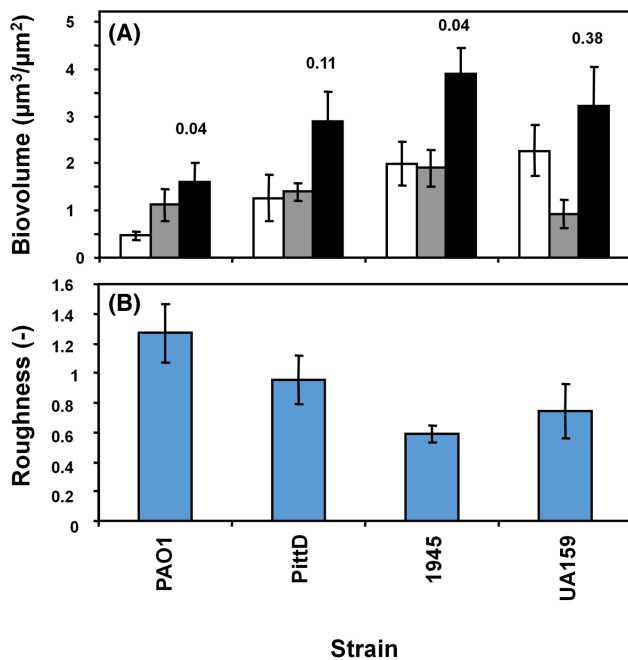 (A)
Biovolume (µm³/µm²)
5
4
3
2
1
0
0.04
0.11
0.04
0.38
(B)
Roughness (-)
1.6
1.4
1.2
1
0.8
0.6
0.4
0.2
0
PAO1
PittD
1945
UA159
Strain